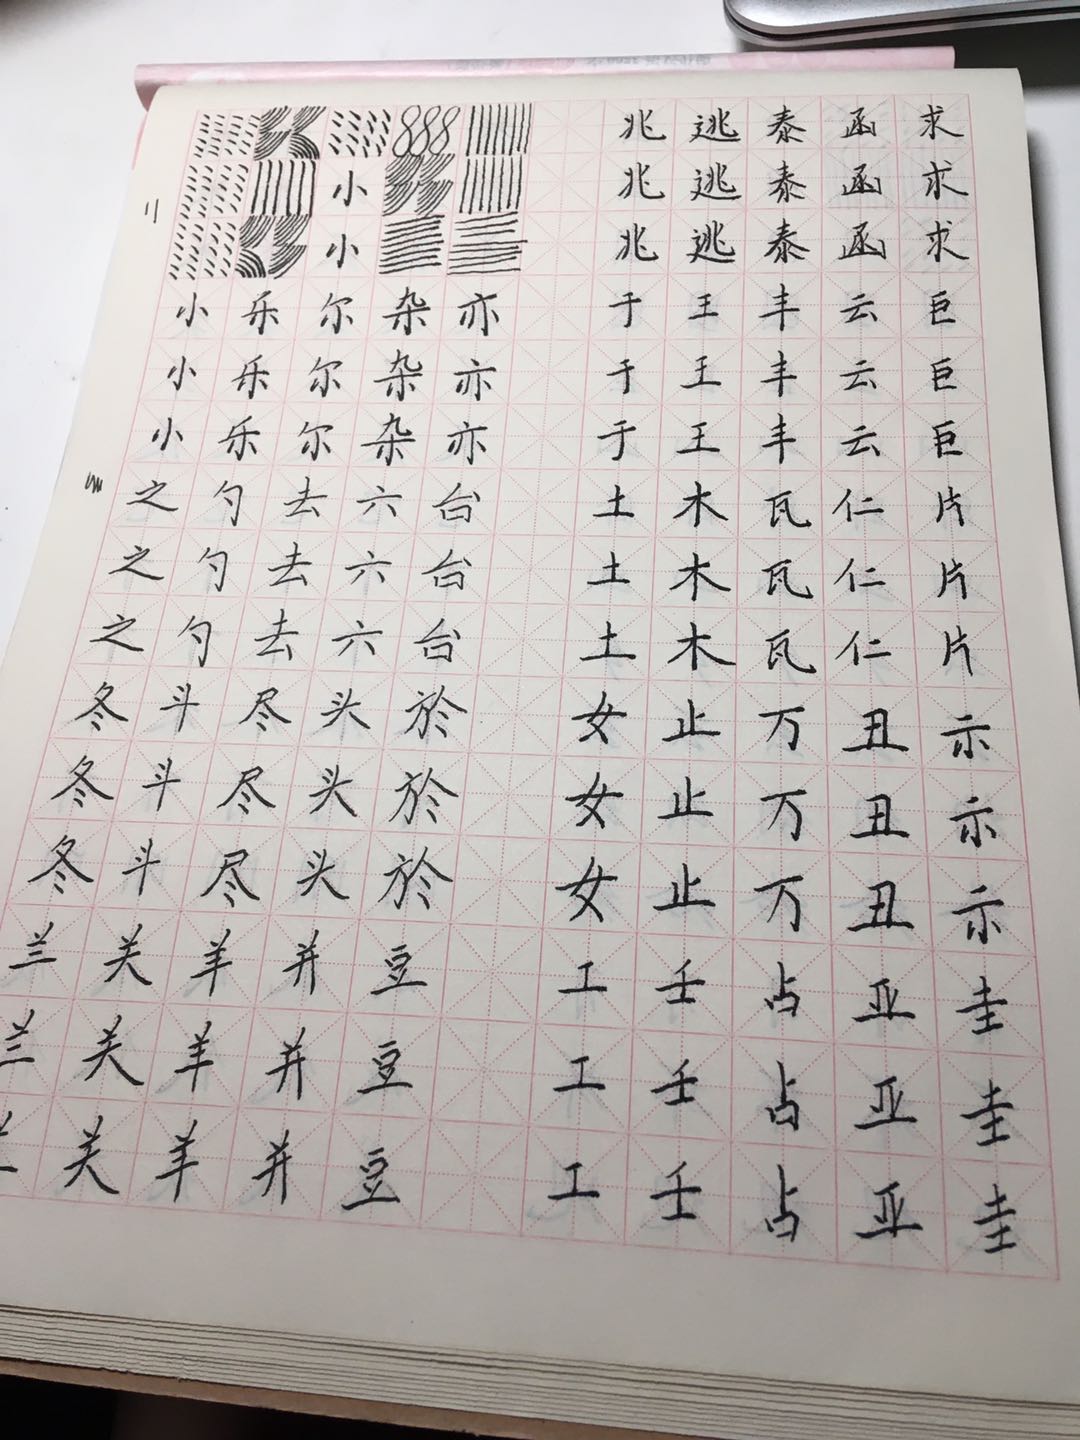 兆 逃 泰 函 求
兆 逃 泰 函 求
小 兆 逃 泰 函 求
小
小 乐 尔 杂 亦 于 王 丰 云 巨
小 乐 尔 杂 亦 于 王 丰 云 巨
小 乐 尔 杂 亦 于 王 丰 云 巨
之 勺 去 六 台 土 木 瓦 仁 片
之 勺 去 六 台 土 木 瓦 仁 片
之 勺 去 六 台 土 木 瓦 仁 片
冬 斗 尽 头 於 女 止 万 丑 示
冬 斗 尽 头 於 女 止 万 丑 示
冬 斗 尽 头 於 女 止 万 丑 示
兰 关 羊 并 豆 工 壬 占 亚 圭
兰 关 羊 并 豆 工 壬 占 亚 圭
兰 关 羊 并 豆 工 壬 占 亚 圭